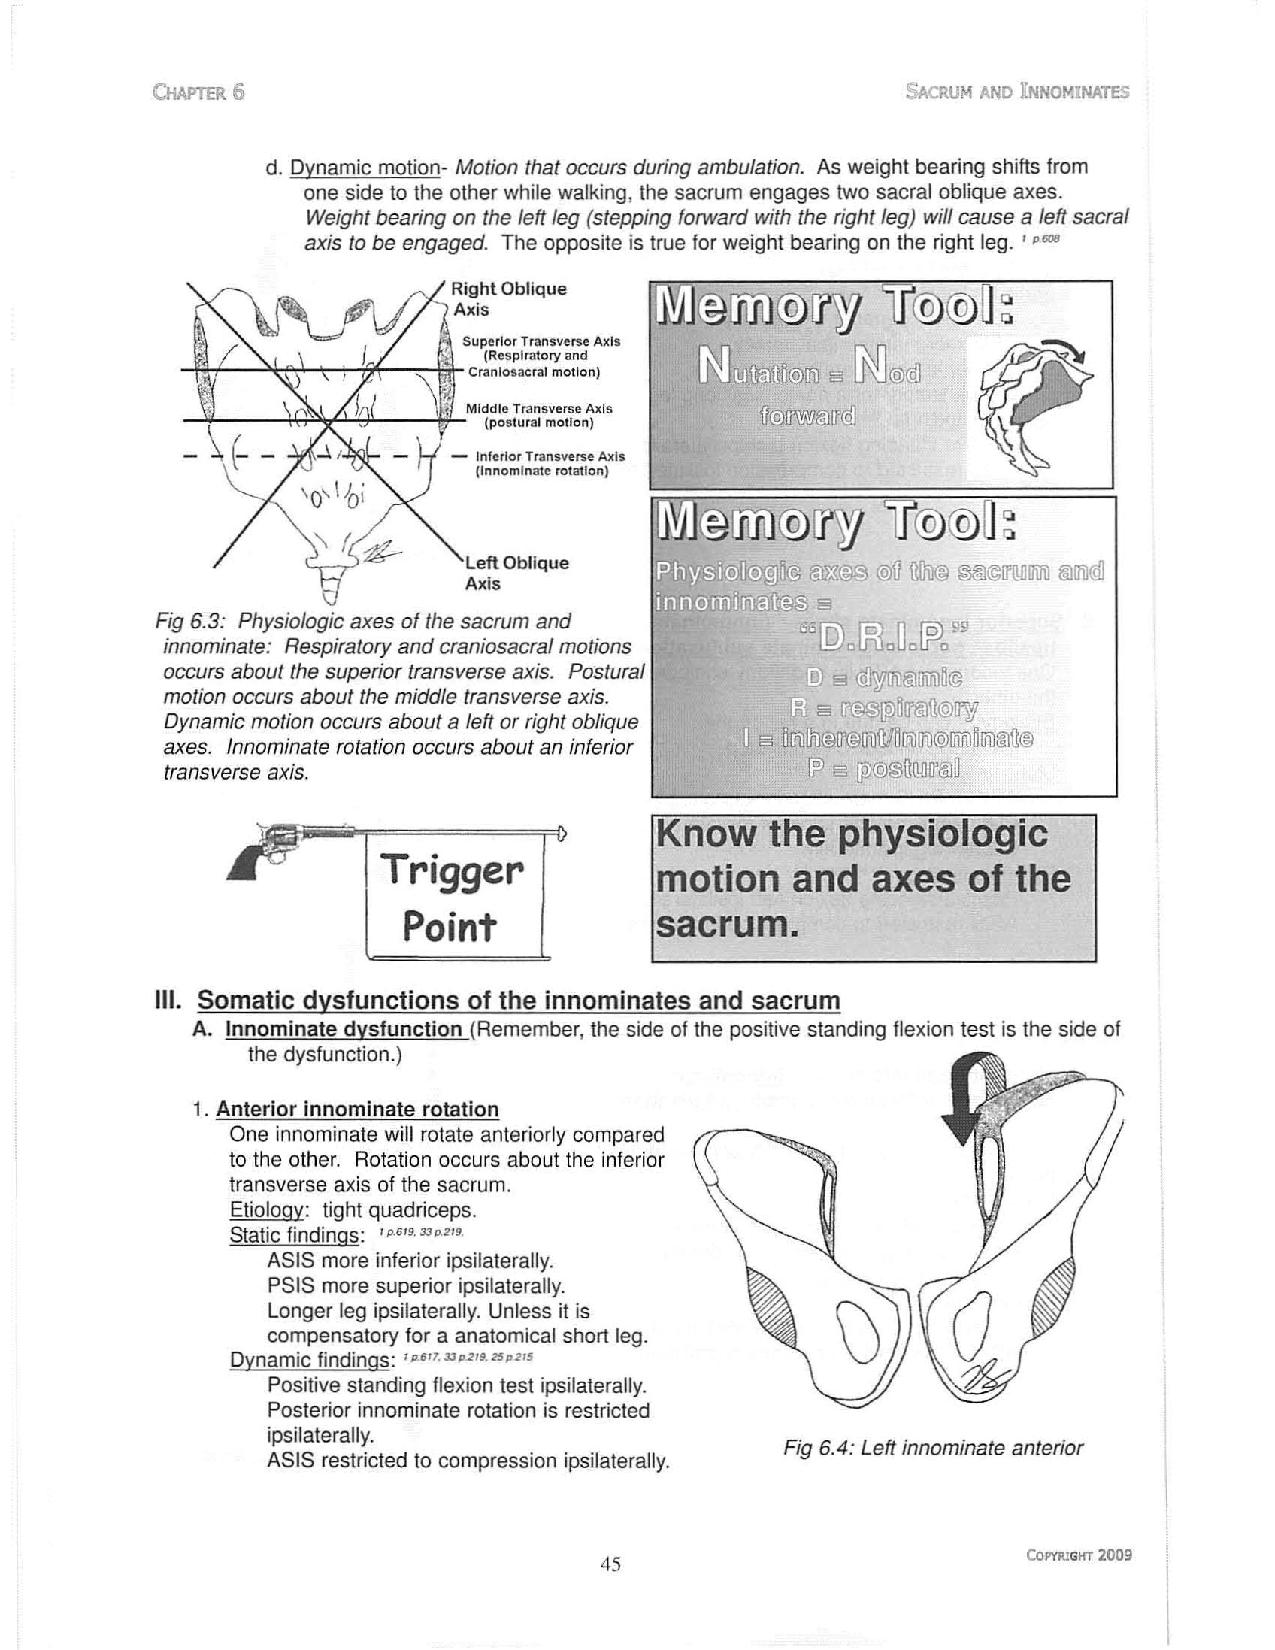 CHAPTER 6
SACRUM AND INNOMINATES
d. Dynamic motion- Motion that occurs during ambulation. As weight bearing shifts from
one side to the other while walking, the sacrum engages two sacral oblique axes.
Weight bearing on the left leg (stepping forward with the right leg) will cause a left sacral
axis to be engaged. The opposite is true for weight bearing on the right leg. 1 p.608
Right Oblique
Axis
Superior Transverse Axis
(Respiratory and
Craniosacral motion)
Middle Transverse Axis
(postural motion)
Inferior Transverse Axis
(Innominate rotation)
Left Oblique
Axis
Fig 6.3: Physiologic axes of the sacrum and
innominate: Respiratory and craniosacral motions
occurs about the superior transverse axis. Postural
motion occurs about the middle transverse axis.
Dynamic motion occurs about a left or right oblique
axes. Innominate rotation occurs about an inferior
transverse axis.
Memory Tool:
Nutation = Nod
forward
Memory Tool:
Physiologic axes of the sacrum and
innominates =
"D.R.I.P."
D = dynamic
R = respiratory
I = inherent/innominate
P = postural
Trigger
Point
Know the physiologic
motion and axes of the
sacrum.
III. Somatic dysfunctions of the innominates and sacrum
A. Innominate dysfunction (Remember, the side of the positive standing flexion test is the side of
the dysfunction.)
1. Anterior innominate rotation
One innominate will rotate anteriorly compared
to the other. Rotation occurs about the inferior
transverse axis of the sacrum.
Etiology: tight quadriceps.
Static findings: 1 p.619, 33 p.219.
ASIS more inferior ipsilaterally.
PSIS more superior ipsilaterally.
Longer leg ipsilaterally. Unless it is
compensatory for a anatomical short leg.
Dynamic findings: 1 p.617, 33 p.219, 25 p.215
Positive standing flexion test ipsilaterally.
Posterior innominate rotation is restricted
ipsilaterally.
ASIS restricted to compression ipsilaterally.
Fig 6.4: Left innominate anterior
45
COPYRIGHT 2009